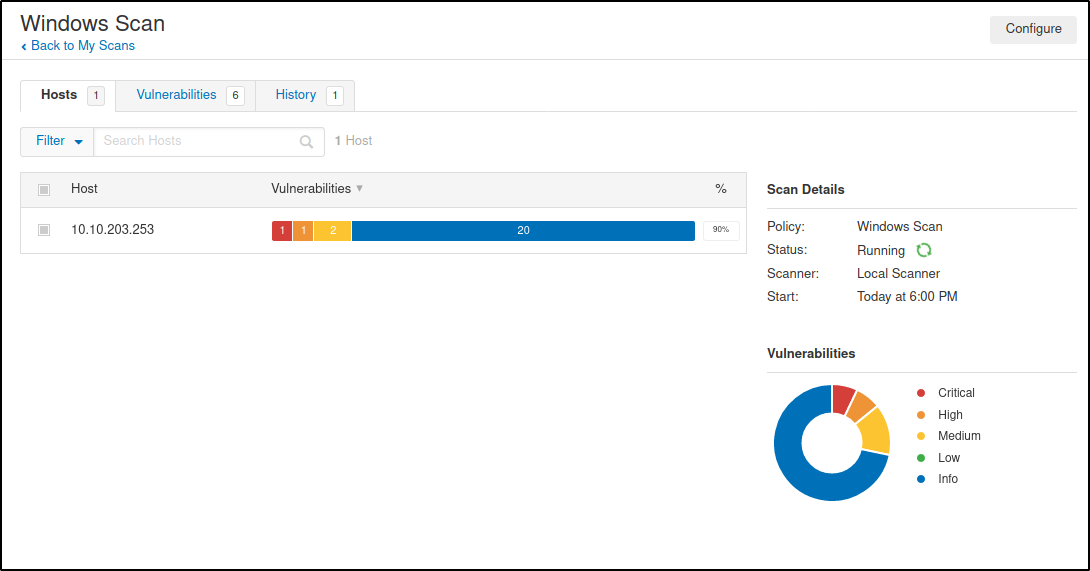 Windows Scan
Configure
‹ Back to My Scans
Hosts 1 Vulnerabilities 6 History 1
Filter Search Hosts 1 Host
Host Vulnerabilities %
10.10.203.253 1 1 2 20 90%
Scan Details
Policy: Windows Scan
Status: Running
Scanner: Local Scanner
Start: Today at 6:00 PM
Vulnerabilities
Critical
High
Medium
Low
Info